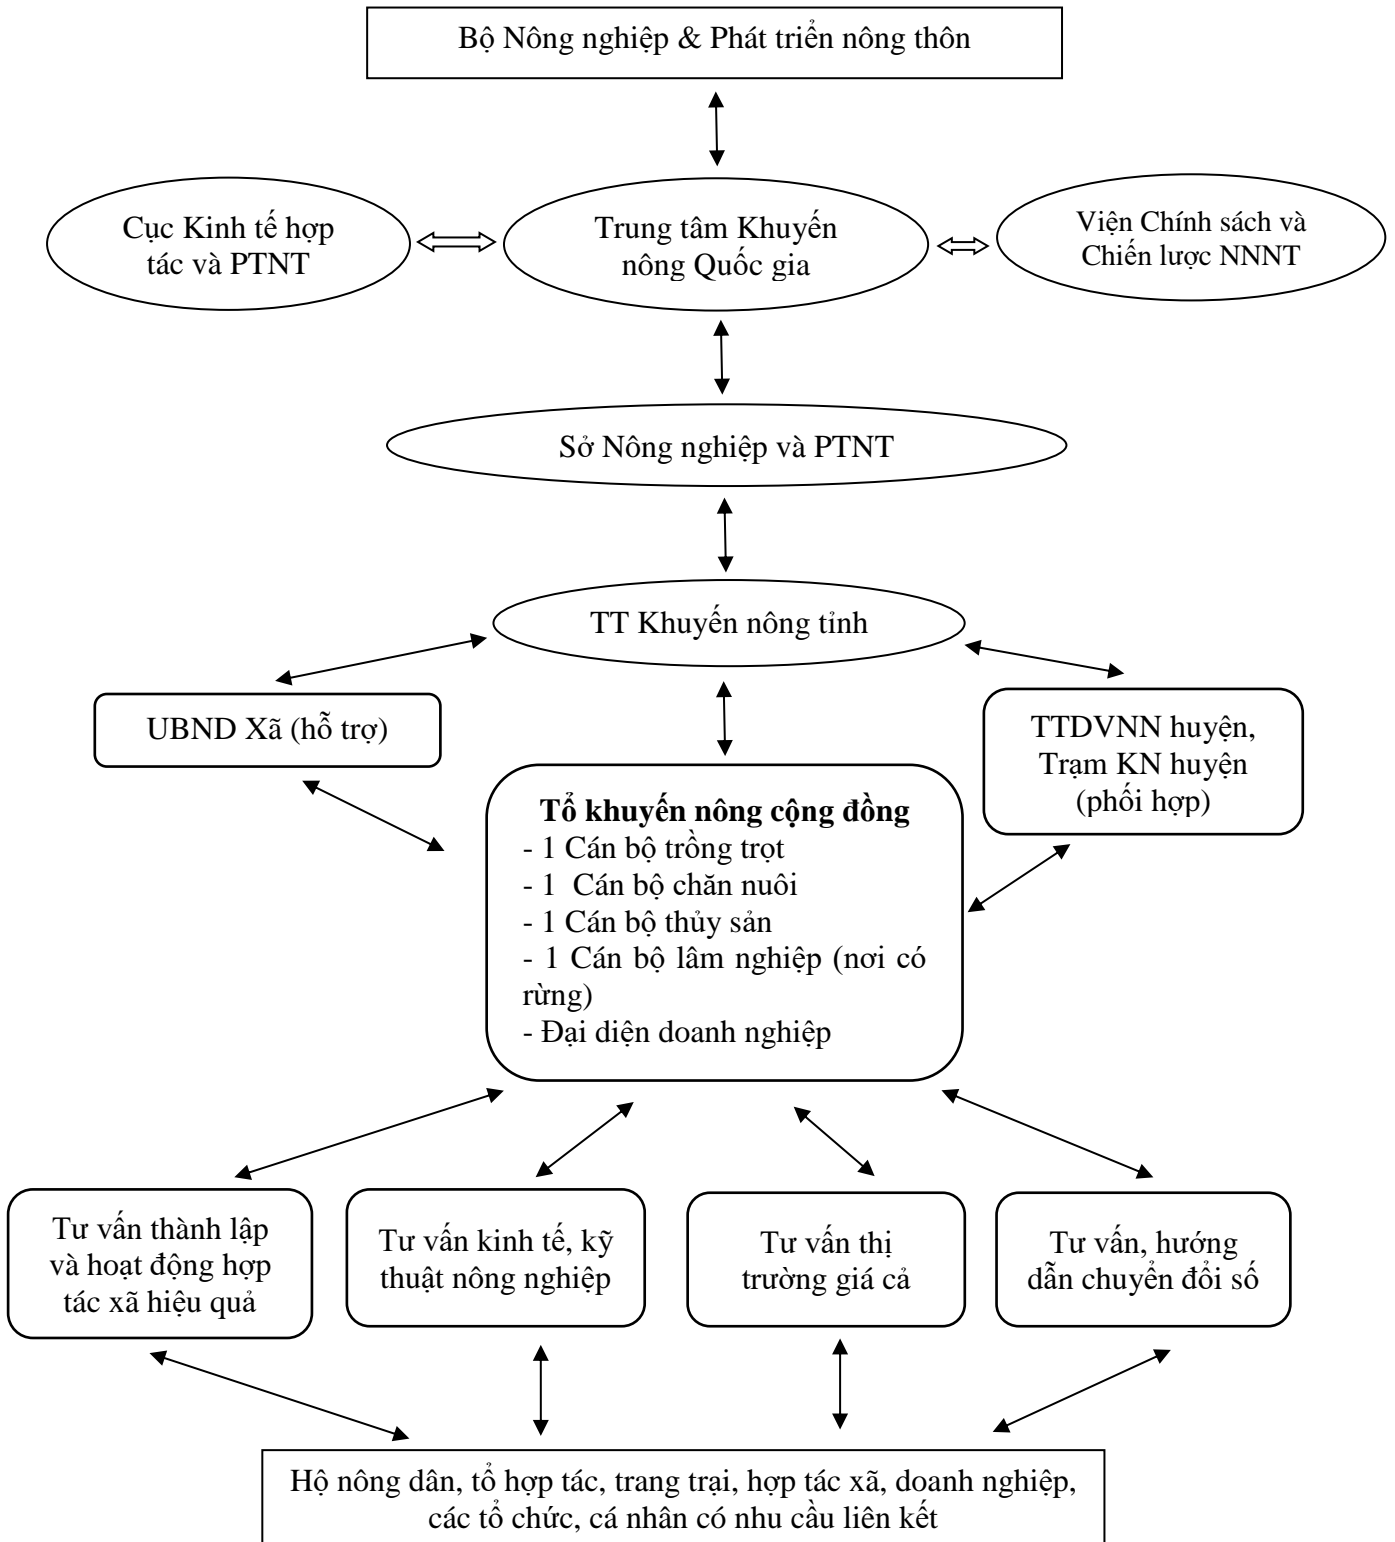 Bộ Nông nghiệp & Phát triển nông thôn
Cục Kinh tế hợp
tác và PTNT
Trung tâm Khuyến
nông Quốc gia
Viện Chính sách và
Chiến lược NNNT
Sở Nông nghiệp và PTNT
TT Khuyến nông tỉnh
UBND Xã (hỗ trợ)
TTDVNN huyện,
Trạm KN huyện
(phối hợp)
Tổ khuyến nông cộng đồng
- 1 Cán bộ trồng trọt
- 1 Cán bộ chăn nuôi
- 1 Cán bộ thủy sản
- 1 Cán bộ lâm nghiệp (nơi có
rừng)
- Đại diện doanh nghiệp
Tư vấn thành lập
và hoạt động hợp
tác xã hiệu quả
Tư vấn kinh tế, kỹ
thuật nông nghiệp
Tư vấn thị
trường giá cả
Tư vấn, hướng
dẫn chuyển đổi số
Hộ nông dân, tổ hợp tác, trang trại, hợp tác xã, doanh nghiệp,
các tổ chức, cá nhân có nhu cầu liên kết